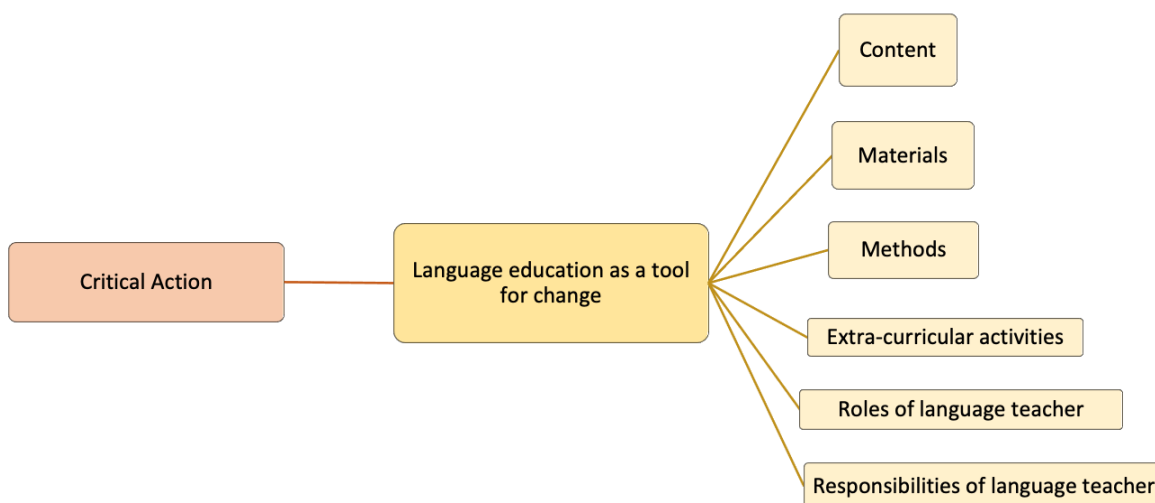 Critical Action
Language education as a tool
for change
Content
Materials
Methods
Extra-curricular activities
Roles of language teacher
Responsibilities of language teacher